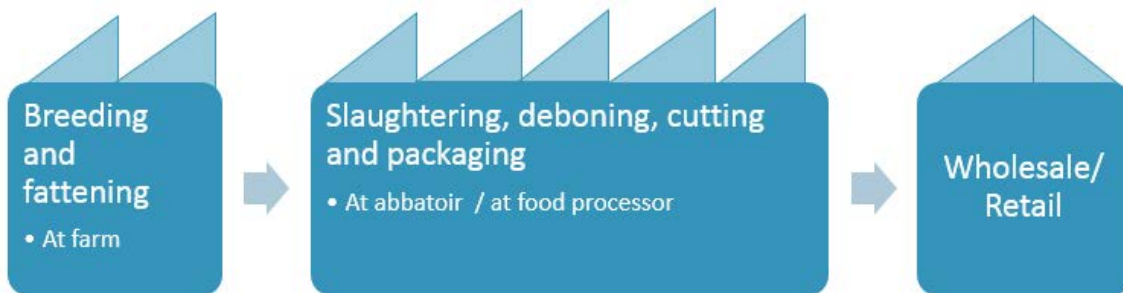 Breeding
and
fattening
• At farm
Slaughtering, deboning, cutting
and packaging
• At abbatoir / at food processor
Wholesale/
Retail